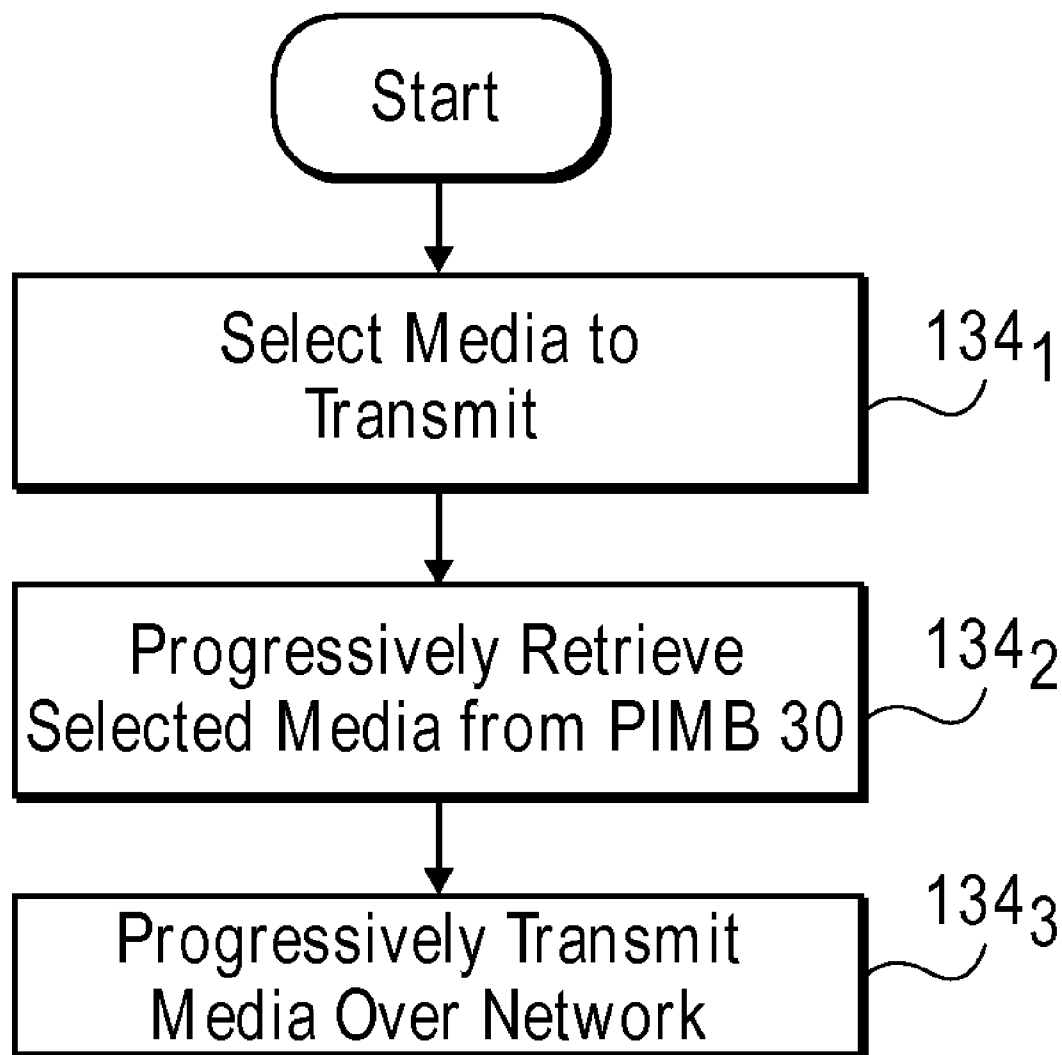 Start
Select Media to
Transmit
134₁
Progressively Retrieve
Selected Media from PIMB 30
134₂
Progressively Transmit
Media Over Network
134₃